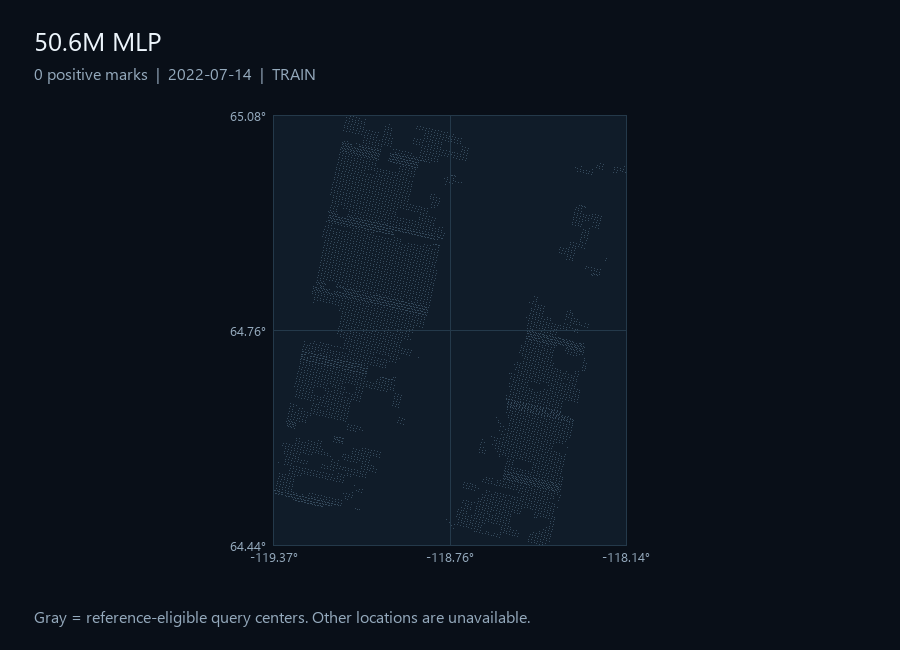 50.6M MLP
0 positive marks | 2022-07-14 | TRAIN
65.08°
64.76°
64.44°
-119.37° -118.76° -118.14°
Gray = reference-eligible query centers. Other locations are unavailable.